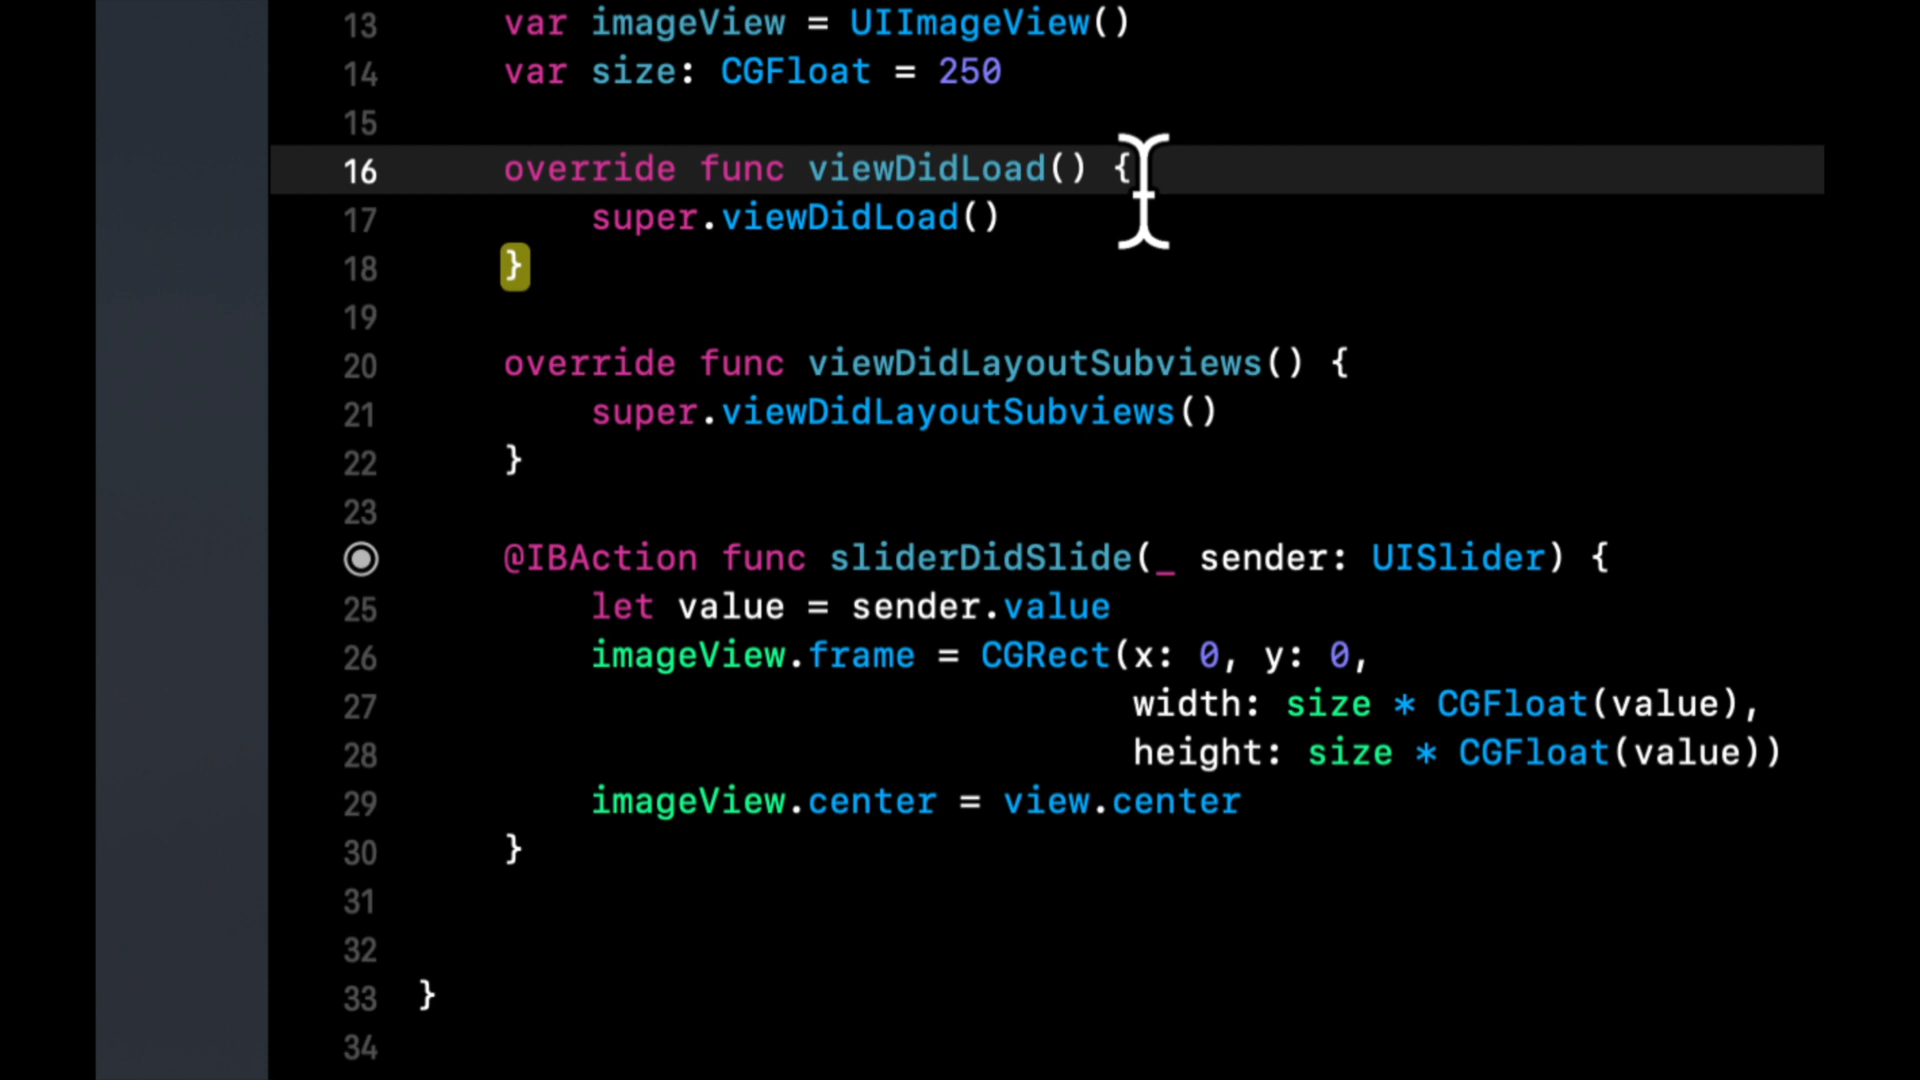 13 var imageView = UIImageView()
14 var size: CGFloat = 250
15
16 override func viewDidLoad() {
17 super.viewDidLoad()
18 }
19
20 override func viewDidLayoutSubviews() {
21 super.viewDidLayoutSubviews()
22 }
23
@IBAction func sliderDidSlide(_ sender: UISlider) {
25 let value = sender.value
26 imageView.frame = CGRect(x: 0, y: 0,
27 width: size * CGFloat(value),
28 height: size * CGFloat(value))
29 imageView.center = view.center
30 }
31
32
33 }
34